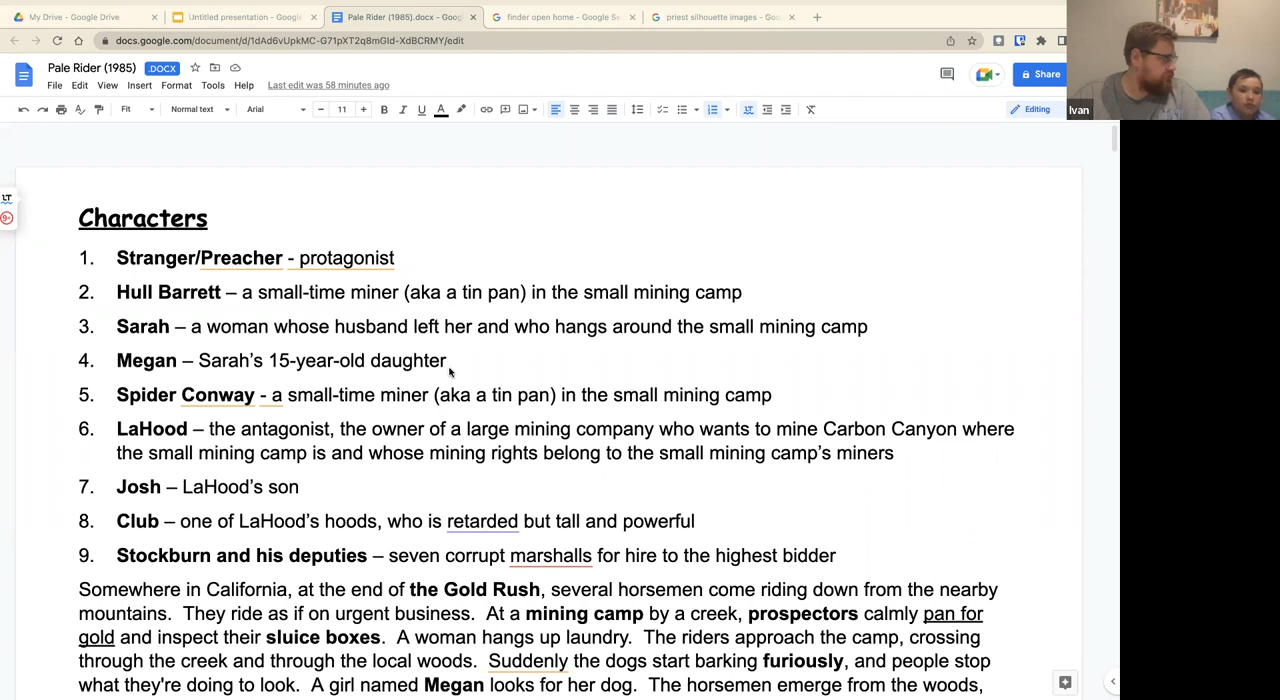 My Drive - Google Drive
Untitled presentation - Google
Pale Rider (1985).docx - Goog
finder open home - Google Se
priest silhouette images - Goo
docs.google.com/document/d/1dAd6vUpkMC-G71pXT2q8mGId-XdBCRMY/edit
Pale Rider (1985) .DOCX
File Edit View Insert Format Tools Help Last edit was 58 minutes ago
Share
Fit Normal text Arial 11 B I U A Editing
Ivan
LT
9+
Characters
1. Stranger/Preacher - protagonist
2. Hull Barrett – a small-time miner (aka a tin pan) in the small mining camp
3. Sarah – a woman whose husband left her and who hangs around the small mining camp
4. Megan – Sarah's 15-year-old daughter
5. Spider Conway - a small-time miner (aka a tin pan) in the small mining camp
6. LaHood – the antagonist, the owner of a large mining company who wants to mine Carbon Canyon where
the small mining camp is and whose mining rights belong to the small mining camp's miners
7. Josh – LaHood's son
8. Club – one of LaHood's hoods, who is retarded but tall and powerful
9. Stockburn and his deputies – seven corrupt marshalls for hire to the highest bidder
Somewhere in California, at the end of the Gold Rush, several horsemen come riding down from the nearby
mountains. They ride as if on urgent business. At a mining camp by a creek, prospectors calmly pan for
gold and inspect their sluice boxes. A woman hangs up laundry. The riders approach the camp, crossing
through the creek and through the local woods. Suddenly the dogs start barking furiously, and people stop
what they're doing to look. A girl named Megan looks for her dog. The horsemen emerge from the woods,